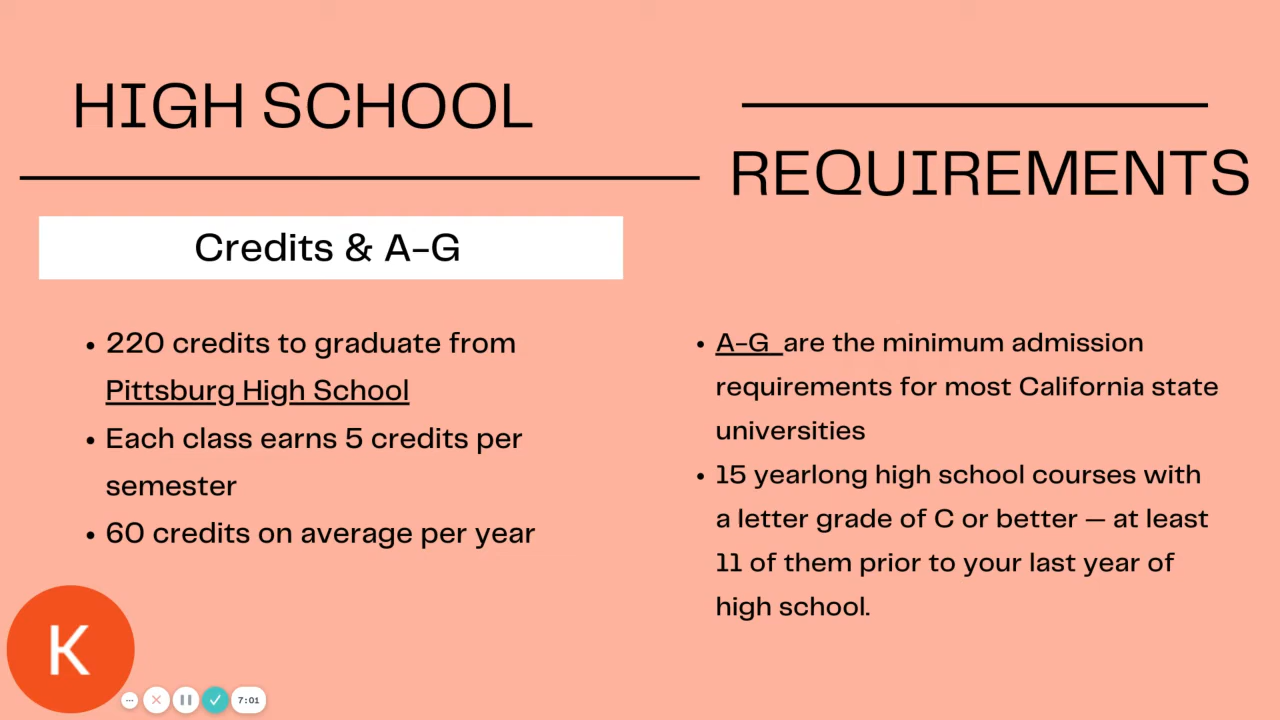 HIGH SCHOOL
REQUIREMENTS
Credits & A-G
• 220 credits to graduate from
Pittsburg High School
• Each class earns 5 credits per
semester
• 60 credits on average per year
• A-G are the minimum admission
requirements for most California state
universities
• 15 yearlong high school courses with
a letter grade of C or better — at least
11 of them prior to your last year of
high school.
K
7:01